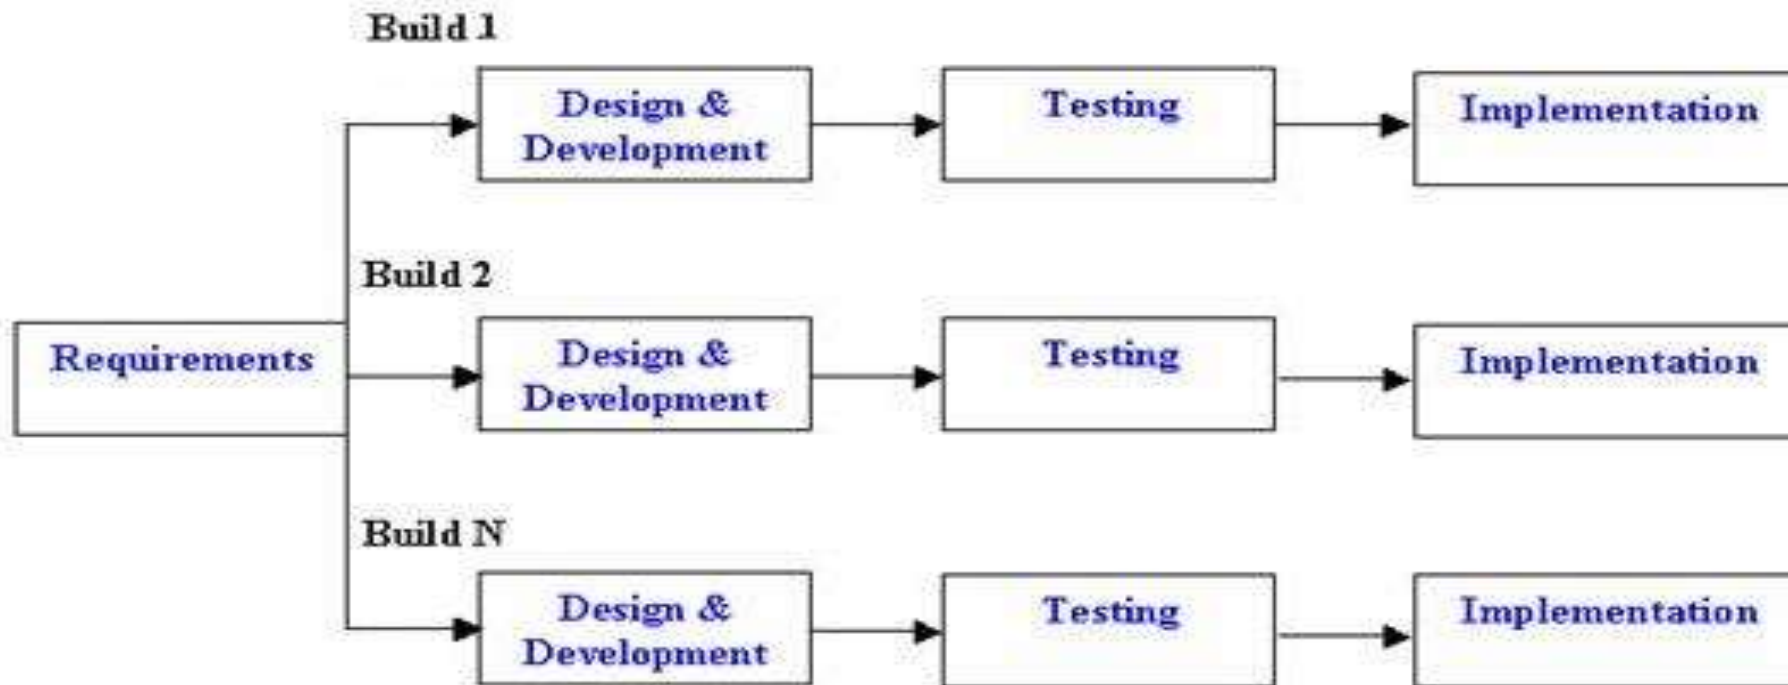 Build 1
Design &
Development
Testing
Implementation
Build 2
Requirements
Design &
Development
Testing
Implementation
Build N
Design &
Development
Testing
Implementation